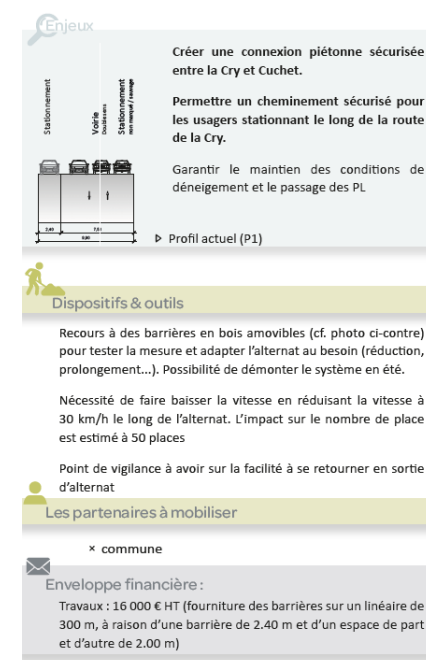 Enjeux
Créer une connexion piétonne sécurisée
entre la Cry et Cuchet.
Permettre un cheminement sécurisé pour
les usagers stationnant le long de la route
de la Cry.
Garantir le maintien des conditions de
déneigement et le passage des PL
Stationnement
Voirie
Double sens
Stationnement
non marqué / sauvage
2,40
▷ Profil actuel (P1)
Dispositifs & outils
Recours à des barrières en bois amovibles (cf. photo ci-contre)
pour tester la mesure et adapter l'alternat au besoin (réduction,
prolongement...). Possibilité de démonter le système en été.
Nécessité de faire baisser la vitesse en réduisant la vitesse à
30 km/h le long de l'alternat. L'impact sur le nombre de place
est estimé à 50 places
Point de vigilance à avoir sur la facilité à se retourner en sortie
d'alternat
Les partenaires à mobiliser
× commune
Enveloppe financière :
Travaux : 16 000 € HT (fourniture des barrières sur un linéaire de
300 m, à raison d'une barrière de 2.40 m et d'un espace de part
et d'autre de 2.00 m)